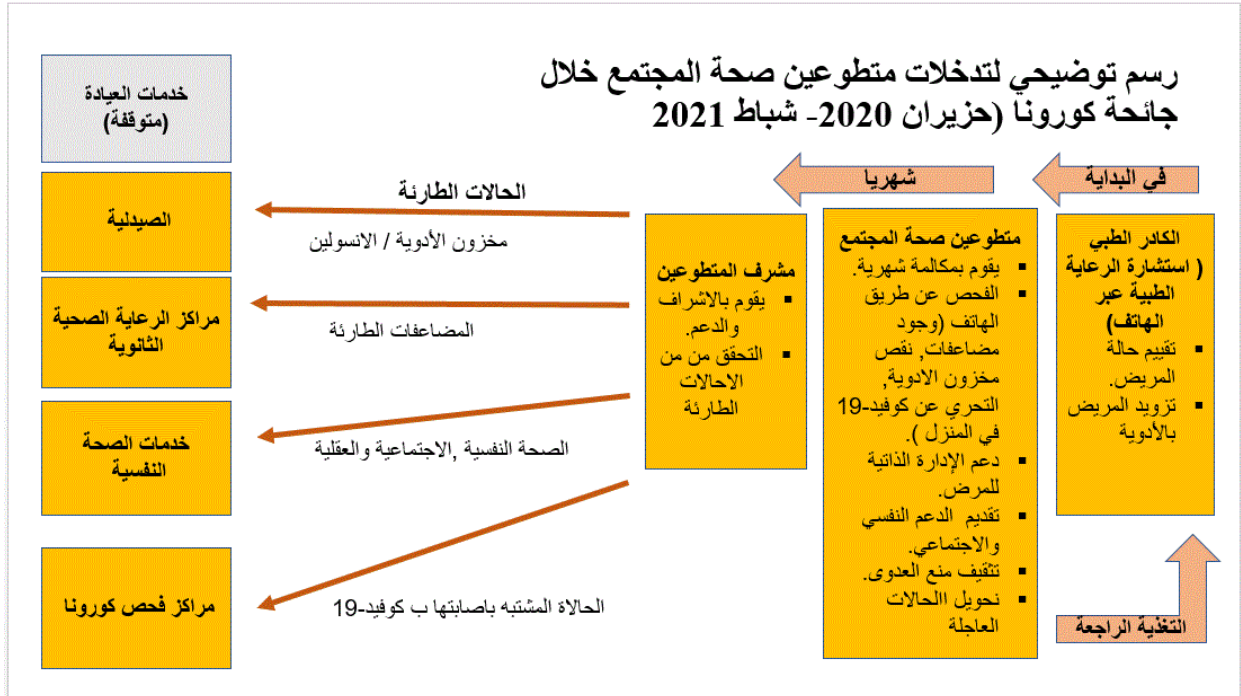 رسم توضيحي لتدخلات متطوعين صحة المجتمع خلال
جائحة كورونا (حزيران 2020- شباط 2021
في البداية
شهريا
الكادر الطبي
( استشارة الرعاية
الطبية عبر
الهاتف)
تقييم حالة
المريض.
تزويد المريض
بالأدوية
التغذية الراجعة
متطوعين صحة المجتمع
يقوم بمكالمة شهرية.
الفحص عن طريق
الهاتف (وجود
مضاعفات, نقص
مخزون الادوية,
التحري عن كوفيد-19
في المنزل ).
دعم الإدارة الذاتية
للمرض.
تقديم الدعم النفسي
والاجتماعي.
تثقيف منع العدوى.
نحويل االحالات
العاجلة
مشرف المتطوعين
يقوم بالاشراف
والدعم.
التحقق من من
الاحالات
الطارئة
الحالات الطارئة
مخزون الأدوية / الانسولين
المضاعفات الطارئة
الصحة النفسية ,الاجتماعية والعقلية
الحالاة المشتبه باصابتها ب كوفيد-19
خدمات العيادة
(متوقفة)
الصيدلية
مراكز الرعاية الصحية
الثانوية
خدمات الصحة
النفسية
مراكز فحص كورونا